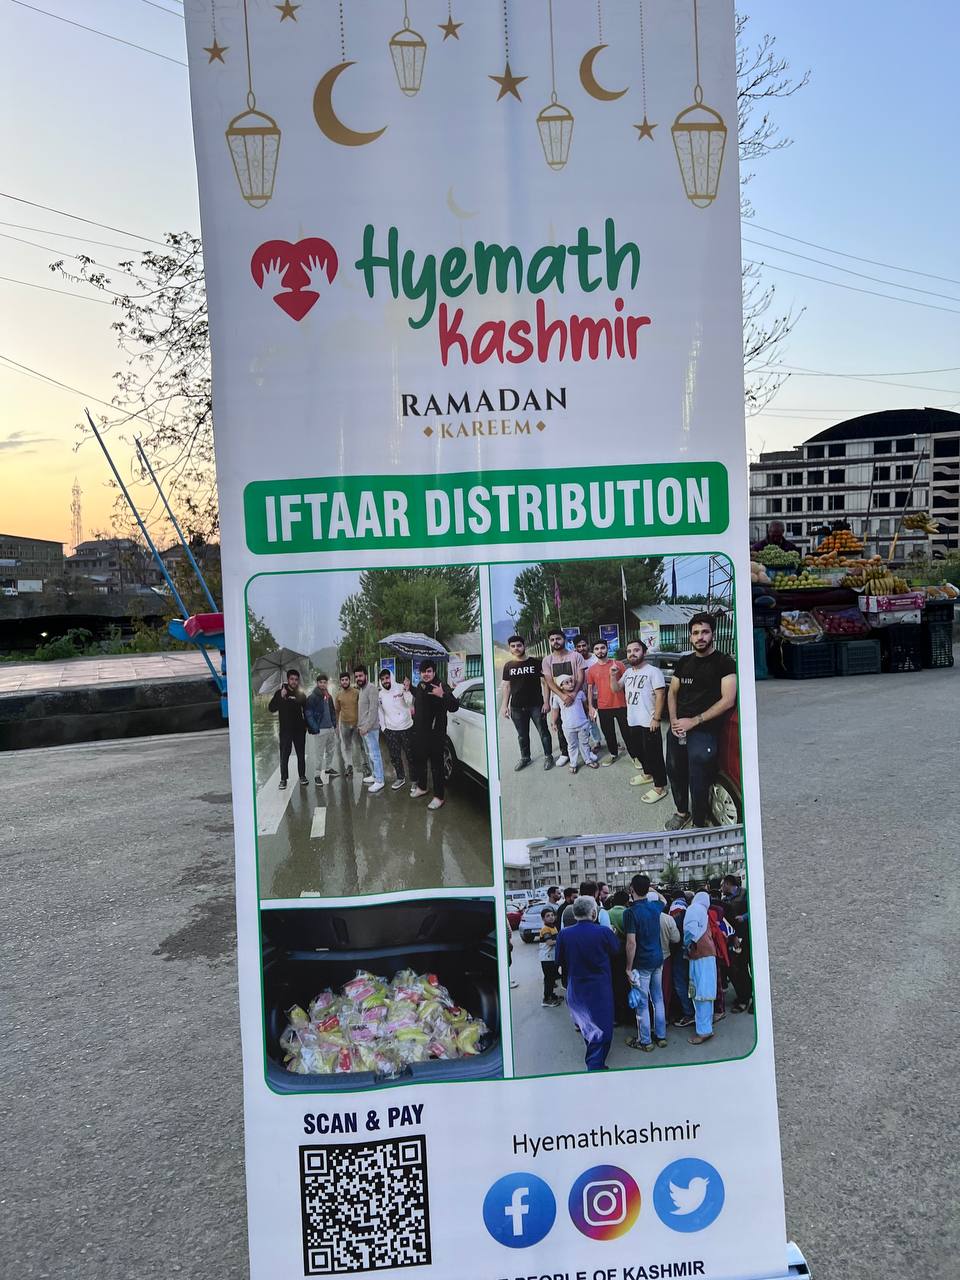 Hyemath
Kashmir
RAMADAN
KAREEM
IFTAAR DISTRIBUTION
RARE
SCAN & PAY
Hyemathkashmir
PEOPLE OF KASHMIR